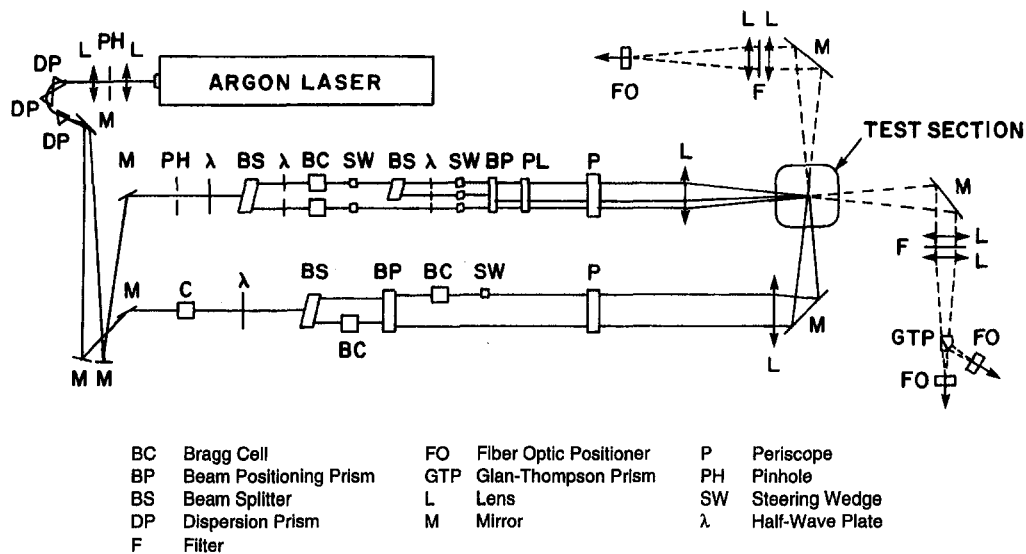 L L
L PH L
M
DP
ARGON LASER
FO
F
DP
DP
M
TEST SECTION
M PH λ BS λ BC SW BS λ SW BP PL P L
M
F L
L
M C λ BS BP BC SW P
M
BC
L
GTP FO
M M
FO
BC Bragg Cell FO Fiber Optic Positioner P Periscope
BP Beam Positioning Prism GTP Glan-Thompson Prism PH Pinhole
BS Beam Splitter L Lens SW Steering Wedge
DP Dispersion Prism M Mirror λ Half-Wave Plate
F Filter